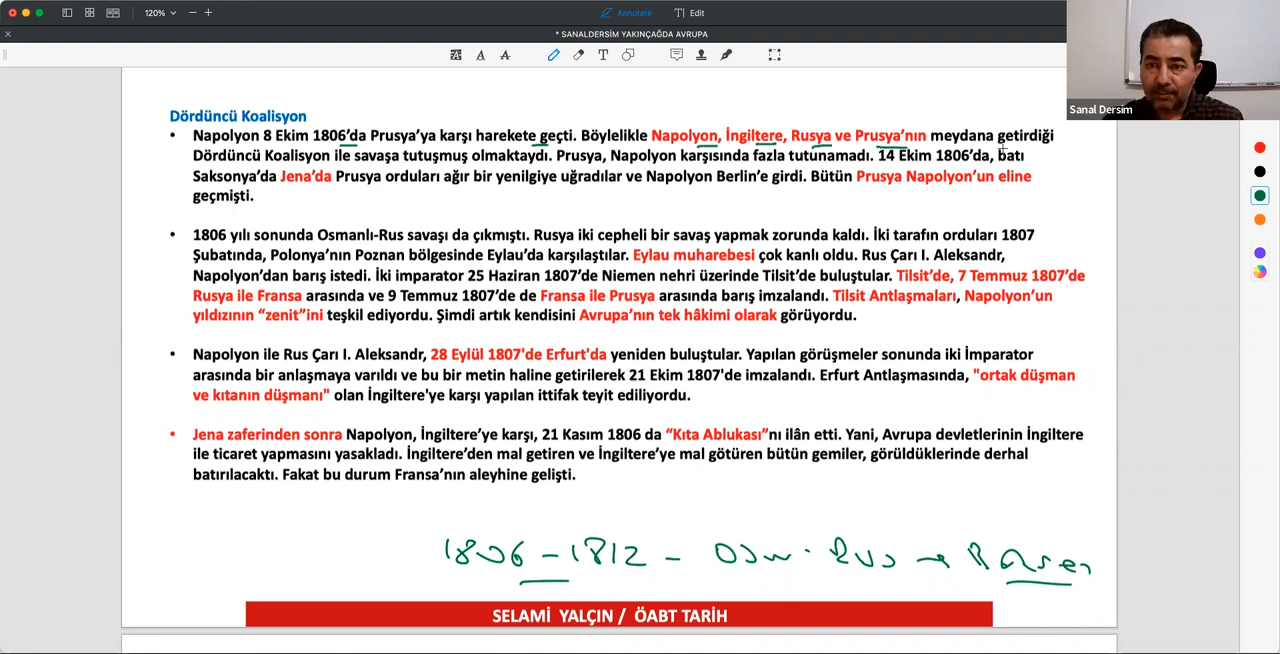 120%
Annotate
Edit
* SANALDERSİM YAKINÇAĞDA AVRUPA
Sanal Dersim
Dördüncü Koalisyon
• Napolyon 8 Ekim 1806'da Prusya'ya karşı harekete geçti. Böylelikle Napolyon, İngiltere, Rusya ve Prusya'nın meydana getirdiği
Dördüncü Koalisyon ile savaşa tutuşmuş olmaktaydı. Prusya, Napolyon karşısında fazla tutunamadı. 14 Ekim 1806'da, batı
Saksonya'da Jena'da Prusya orduları ağır bir yenilgiye uğradılar ve Napolyon Berlin'e girdi. Bütün Prusya Napolyon'un eline
geçmişti.
• 1806 yılı sonunda Osmanlı-Rus savaşı da çıkmıştı. Rusya iki cepheli bir savaş yapmak zorunda kaldı. İki tarafın orduları 1807
Şubatında, Polonya'nın Poznan bölgesinde Eylau'da karşılaştılar. Eylau muharebesi çok kanlı oldu. Rus Çarı I. Aleksandr,
Napolyon'dan barış istedi. İki imparator 25 Haziran 1807'de Niemen nehri üzerinde Tilsit'de buluştular. Tilsit'de, 7 Temmuz 1807'de
Rusya ile Fransa arasında ve 9 Temmuz 1807'de de Fransa ile Prusya arasında barış imzalandı. Tilsit Antlaşmaları, Napolyon'un
yıldızının "zenit"ini teşkil ediyordu. Şimdi artık kendisini Avrupa'nın tek hâkimi olarak görüyordu.
• Napolyon ile Rus Çarı I. Aleksandr, 28 Eylül 1807'de Erfurt'da yeniden buluştular. Yapılan görüşmeler sonunda iki İmparator
arasında bir anlaşmaya varıldı ve bu bir metin haline getirilerek 21 Ekim 1807'de imzalandı. Erfurt Antlaşmasında, "ortak düşman
ve kıtanın düşmanı" olan İngiltere'ye karşı yapılan ittifak teyit ediliyordu.
• Jena zaferinden sonra Napolyon, İngiltere'ye karşı, 21 Kasım 1806 da "Kıta Ablukası"nı ilân etti. Yani, Avrupa devletlerinin İngiltere
ile ticaret yapmasını yasakladı. İngiltere'den mal getiren ve İngiltere'ye mal götüren bütün gemiler, görüldüklerinde derhal
batırılacaktı. Fakat bu durum Fransa'nın aleyhine gelişti.
1806 – 1812 – Osm. Rus →
SELAMİ YALÇIN / ÖABT TARİH